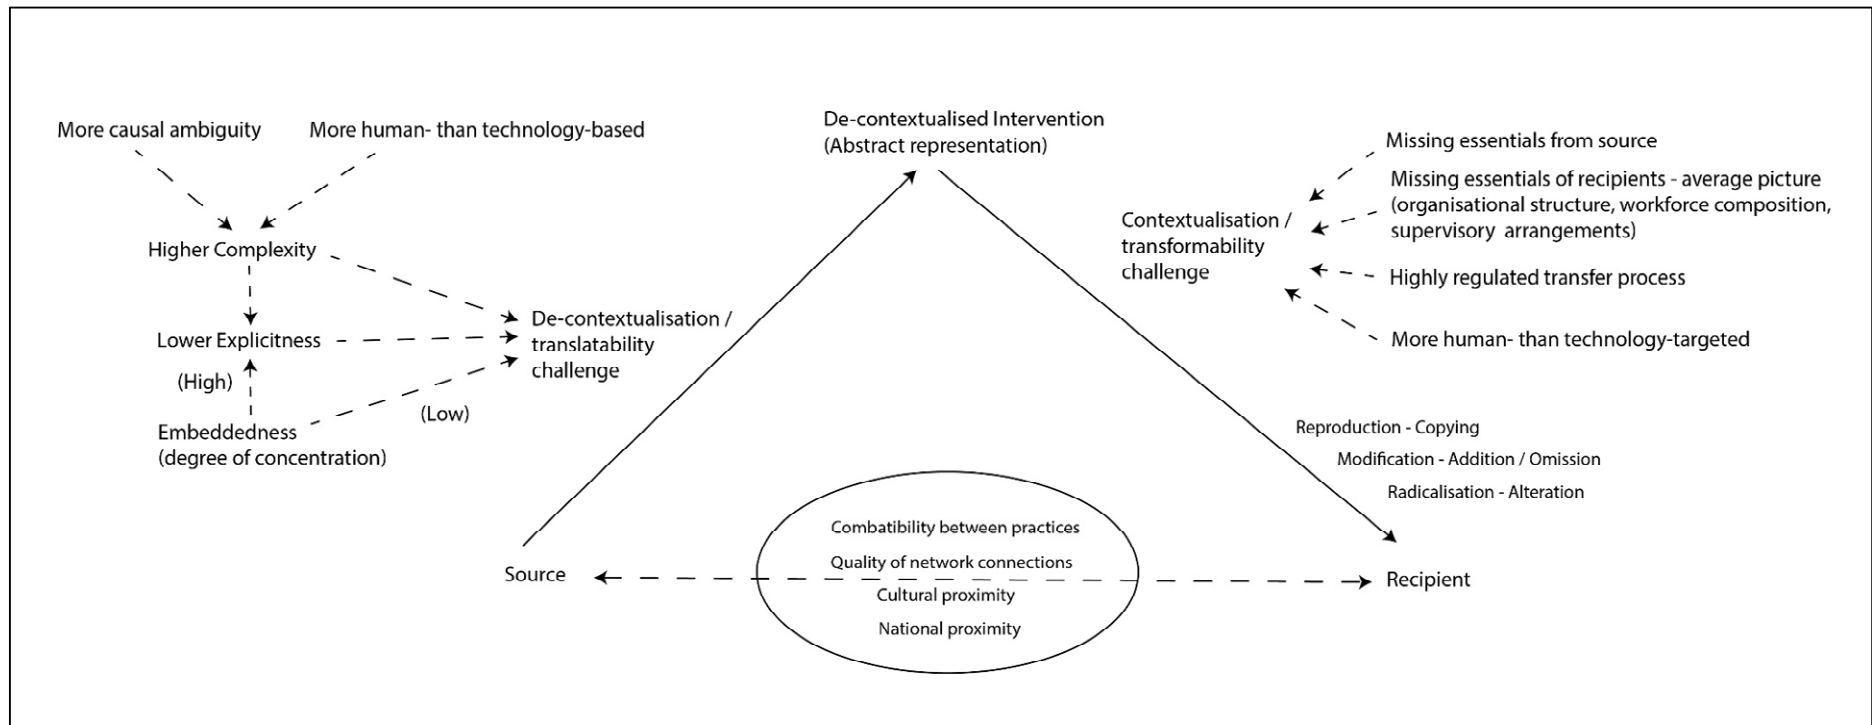 More causal ambiguity
More human- than technology-based
Higher Complexity
Lower Explicitness
(High)
Embeddedness
(degree of concentration)
(Low)
De-contextualisation /
translatability
challenge
De-contextualised Intervention
(Abstract representation)
Contextualisation /
transformability
challenge
Missing essentials from source
Missing essentials of recipients - average picture
(organisational structure, workforce composition,
supervisory arrangements)
Highly regulated transfer process
More human- than technology-targeted
Reproduction - Copying
Modification - Addition / Omission
Radicalisation - Alteration
Source
Combatibility between practices
Quality of network connections
Cultural proximity
National proximity
Recipient